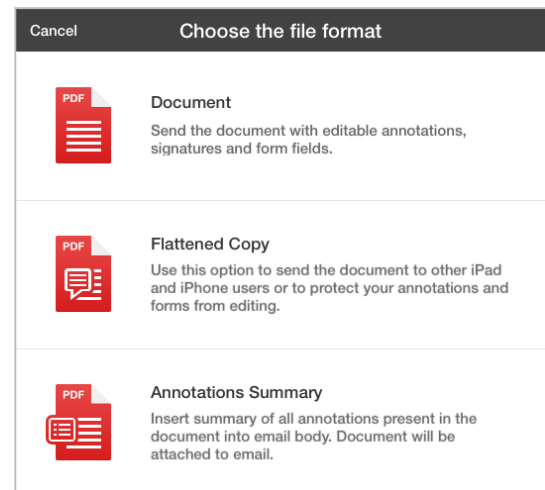 Cancel Choose the file format
PDF
Document
Send the document with editable annotations,
signatures and form fields.
PDF
Flattened Copy
Use this option to send the document to other iPad
and iPhone users or to protect your annotations and
forms from editing.
PDF
Annotations Summary
Insert summary of all annotations present in the
document into email body. Document will be
attached to email.